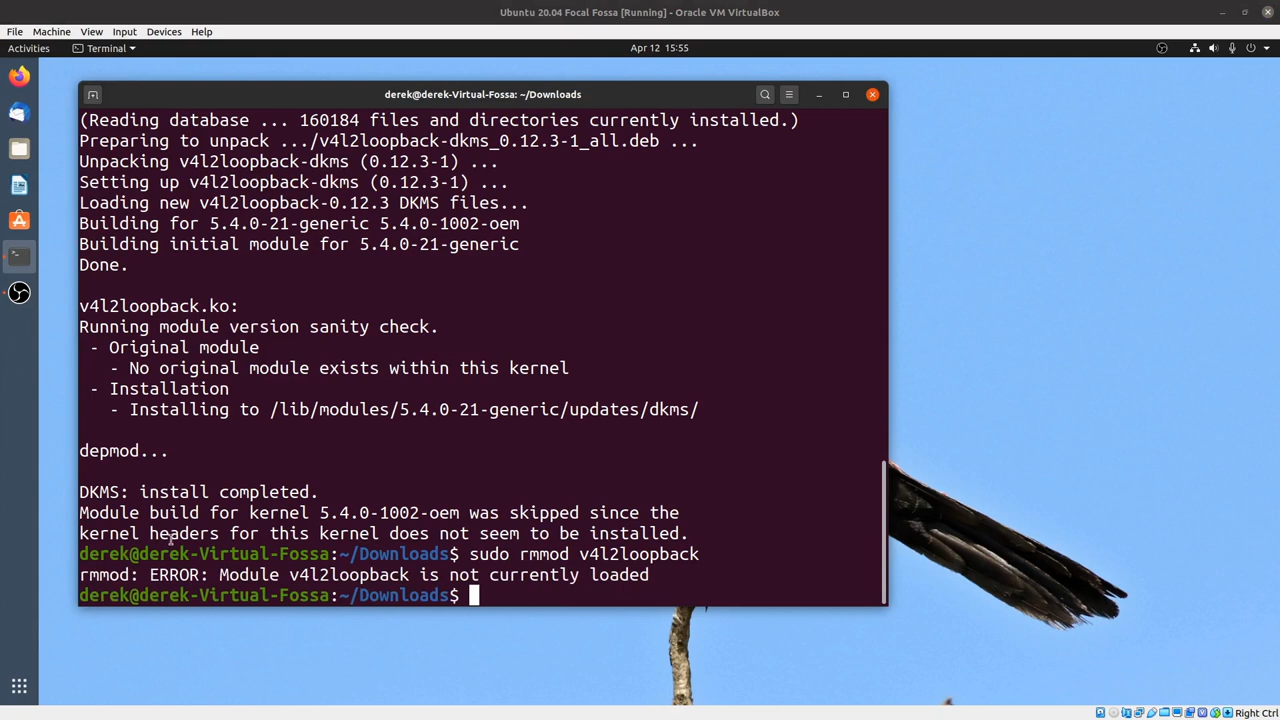 Ubuntu 20.04 Focal Fossa [Running] - Oracle VM VirtualBox
File Machine View Input Devices Help
Activities Terminal Apr 12 15:55
derek@derek-Virtual-Fossa: ~/Downloads
(Reading database ... 160184 files and directories currently installed.)
Preparing to unpack .../v4l2loopback-dkms_0.12.3-1_all.deb ...
Unpacking v4l2loopback-dkms (0.12.3-1) ...
Setting up v4l2loopback-dkms (0.12.3-1) ...
Loading new v4l2loopback-0.12.3 DKMS files...
Building for 5.4.0-21-generic 5.4.0-1002-oem
Building initial module for 5.4.0-21-generic
Done.
v4l2loopback.ko:
Running module version sanity check.
- Original module
- No original module exists within this kernel
- Installation
- Installing to /lib/modules/5.4.0-21-generic/updates/dkms/
depmod...
DKMS: install completed.
Module build for kernel 5.4.0-1002-oem was skipped since the
kernel headers for this kernel does not seem to be installed.
derek@derek-Virtual-Fossa:~/Downloads$ sudo rmmod v4l2loopback
rmmod: ERROR: Module v4l2loopback is not currently loaded
derek@derek-Virtual-Fossa:~/Downloads$
Right Ctrl